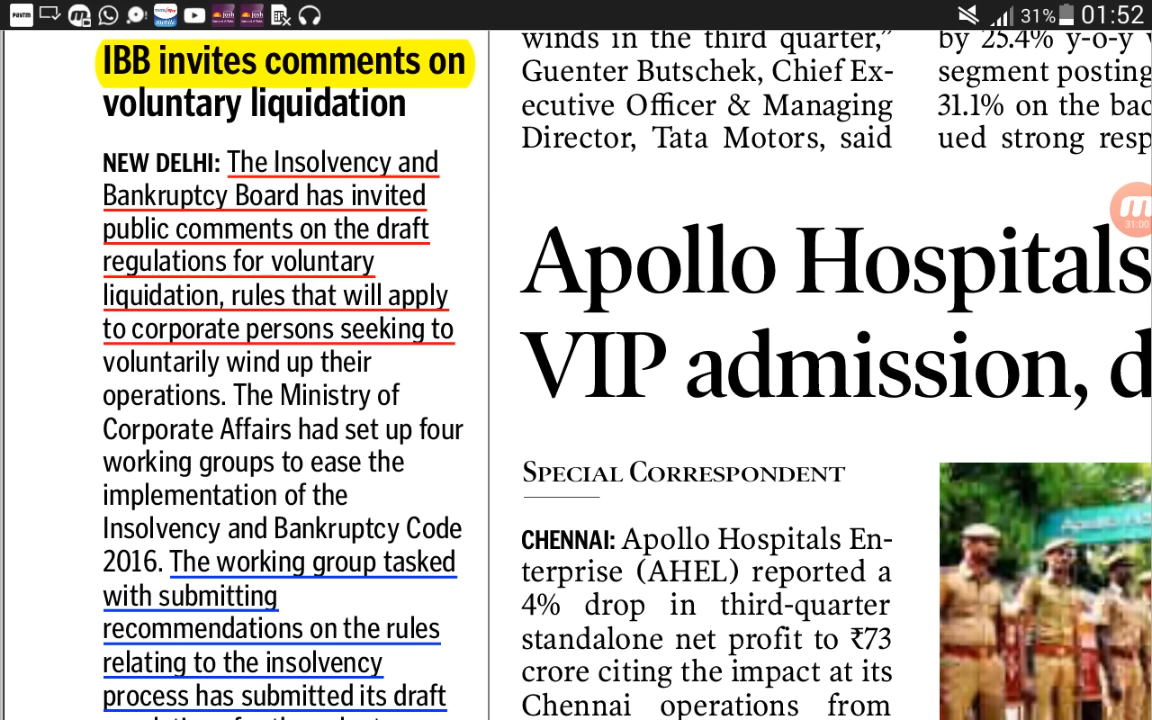 31%
01:52
IBB invites comments on
voluntary liquidation
NEW DELHI: The Insolvency and
Bankruptcy Board has invited
public comments on the draft
regulations for voluntary
liquidation, rules that will apply
to corporate persons seeking to
voluntarily wind up their
operations. The Ministry of
Corporate Affairs had set up four
working groups to ease the
implementation of the
Insolvency and Bankruptcy Code
2016. The working group tasked
with submitting
recommendations on the rules
relating to the insolvency
process has submitted its draft
winds in the third quarter,”
Guenter Butschek, Chief Ex-
ecutive Officer & Managing
Director, Tata Motors, said
by 25.4% y-o-y
segment posting
31.1% on the bac
ued strong resp
31:00
Apollo Hospitals
VIP admission, d
SPECIAL CORRESPONDENT
CHENNAI: Apollo Hospitals En-
terprise (AHEL) reported a
4% drop in third-quarter
standalone net profit to ₹73
crore citing the impact at its
Chennai operations from